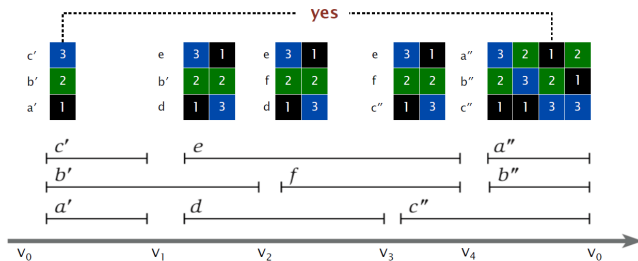 yes
c′ 3 e 3 1 e 3 1 e 3 1 a″ 3 2 1 2
b′ 2 b′ 2 2 f 2 2 f 2 2 b″ 2 3 2 1
a′ 1 d 1 3 d 1 3 c″ 1 3 c″ 1 1 3 3
c′ e a″
b′ f b″
a′ d c″
v₀ v₁ v₂ v₃ v₄ v₀